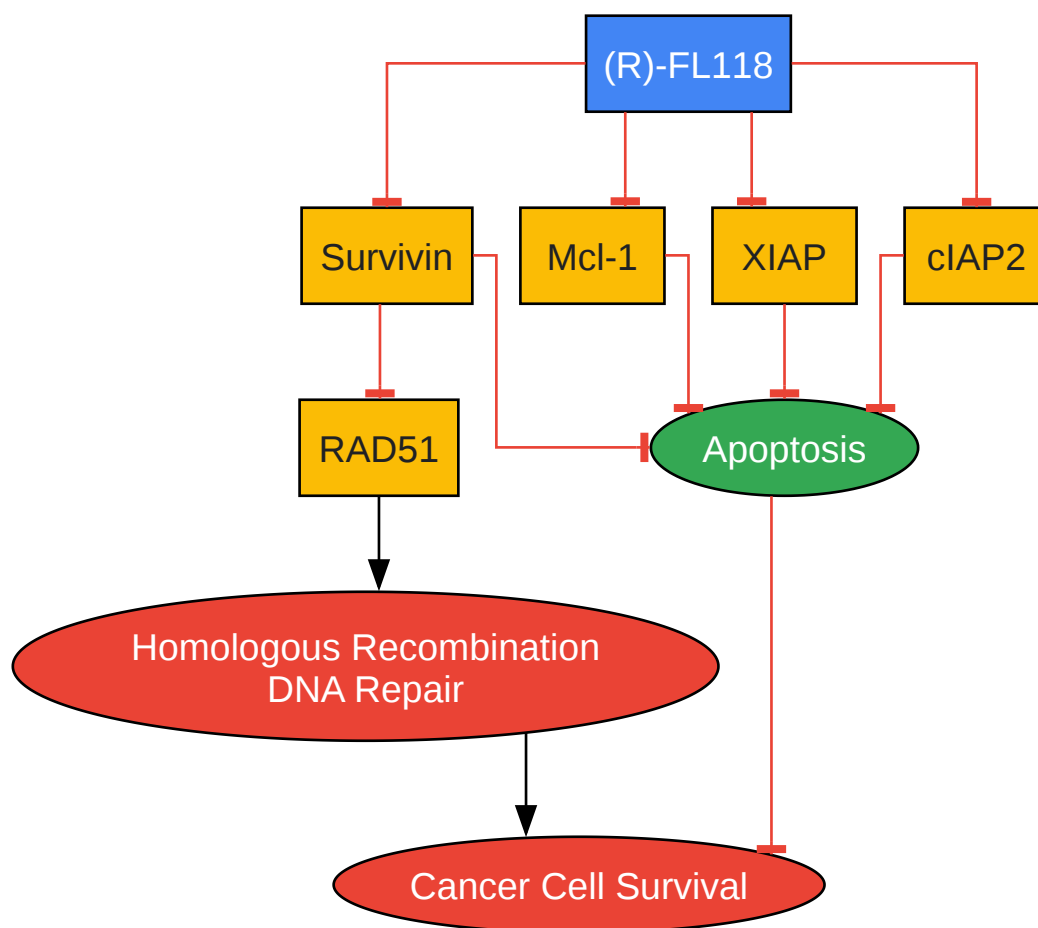 (R)-FL118
Survivin
Mcl-1
XIAP
cIAP2
RAD51
Apoptosis
Homologous Recombination
DNA Repair
Cancer Cell Survival